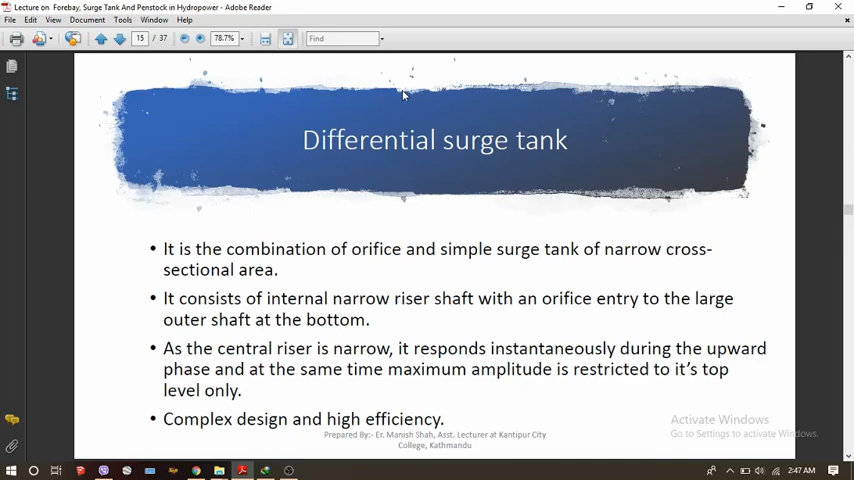 Lecture on Forebay, Surge Tank And Penstock in Hydropower - Adobe Reader
File Edit View Document Tools Window Help
15 / 37 78.7% Find
Differential surge tank
• It is the combination of orifice and simple surge tank of narrow cross-
sectional area.
• It consists of internal narrow riser shaft with an orifice entry to the large
outer shaft at the bottom.
• As the central riser is narrow, it responds instantaneously during the upward
phase and at the same time maximum amplitude is restricted to it's top
level only.
• Complex design and high efficiency.
Prepared By:- Er. Manish Shah, Asst. Lecturer at Kantipur City
College, Kathmandu
Activate Windows
Go to Settings to activate Windows.
2:47 AM